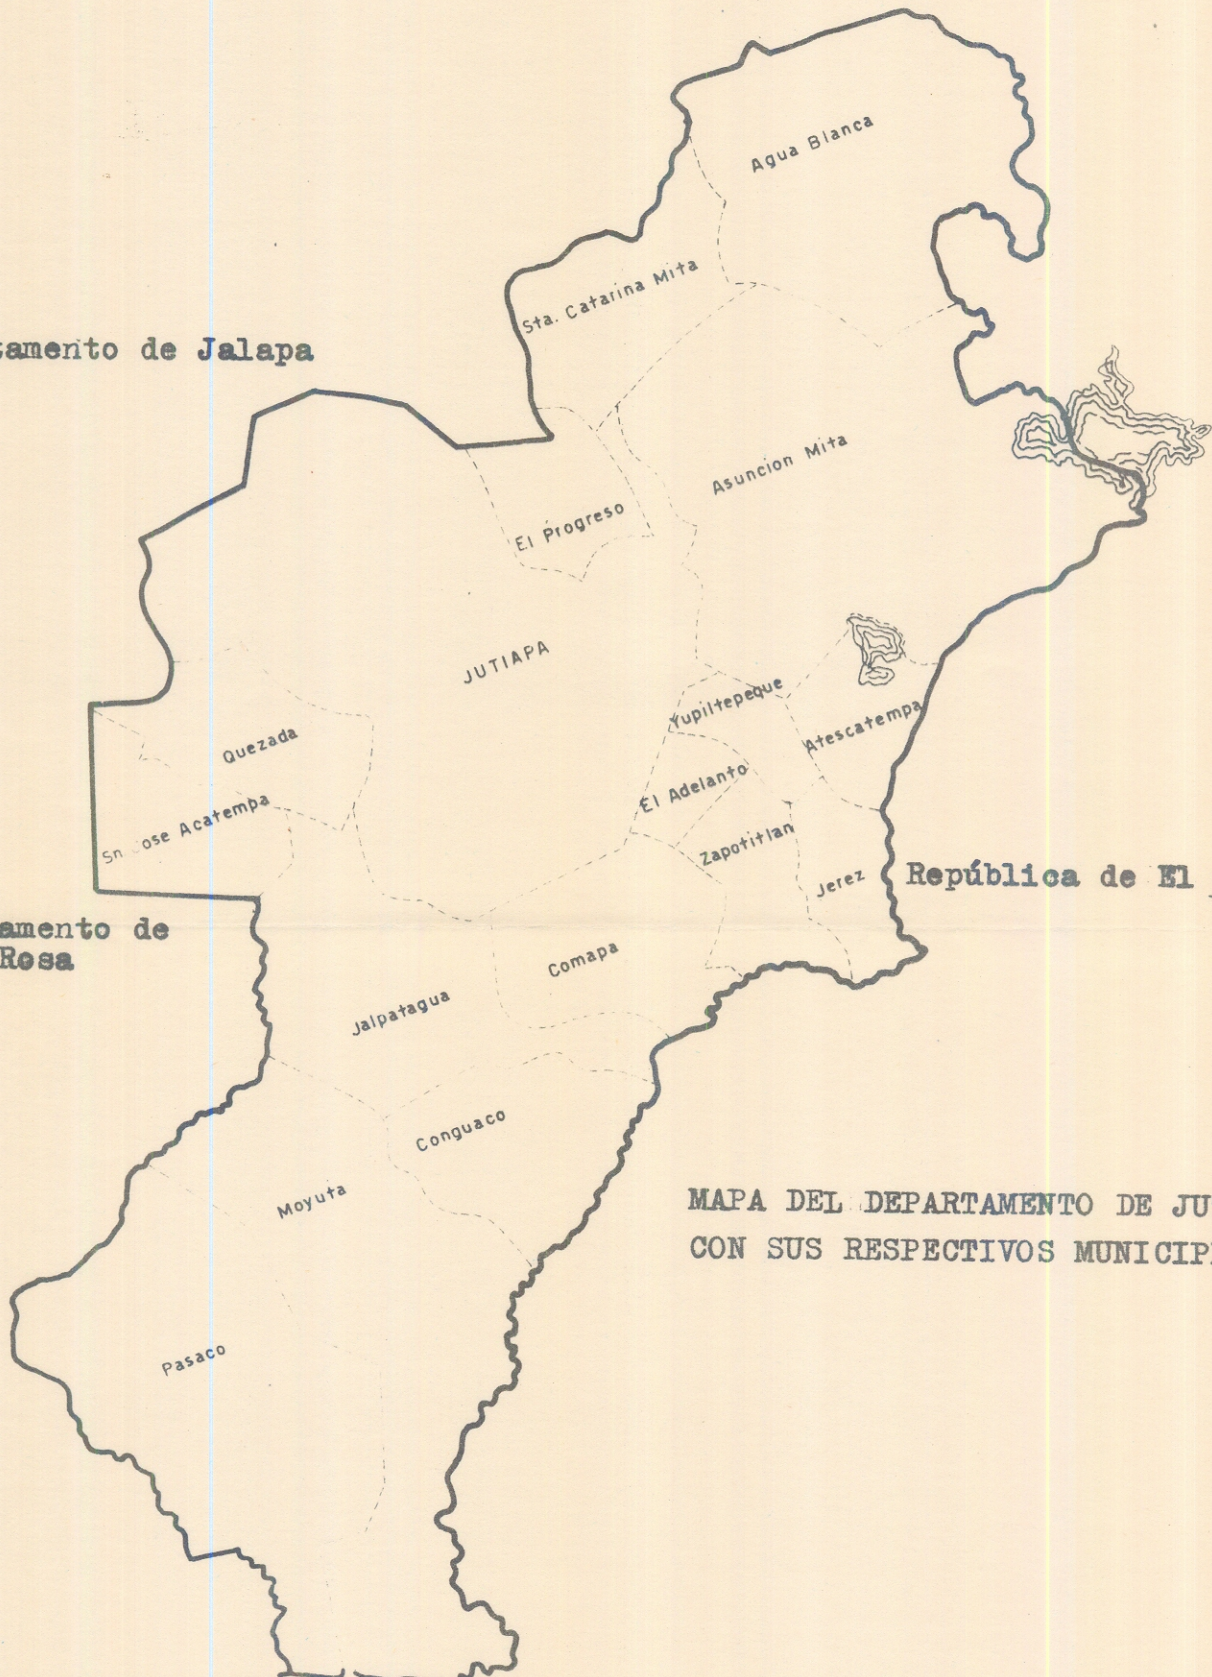 Agua Blanca
Sta. Catarina Mita
tamento de Jalapa
Asuncion Mita
El Progreso
JUTIAPA
Yupiltepeque
Atescatempa
Quezada
El Adelanto
Sn ose Acatempa
Zapotitlan
Jerez
República de El
amento de
Rosa
Comapa
Jalpatagua
Conguaco
Moyuta
MAPA DEL DEPARTAMENTO DE JU
CON SUS RESPECTIVOS MUNICIP
Pasaco